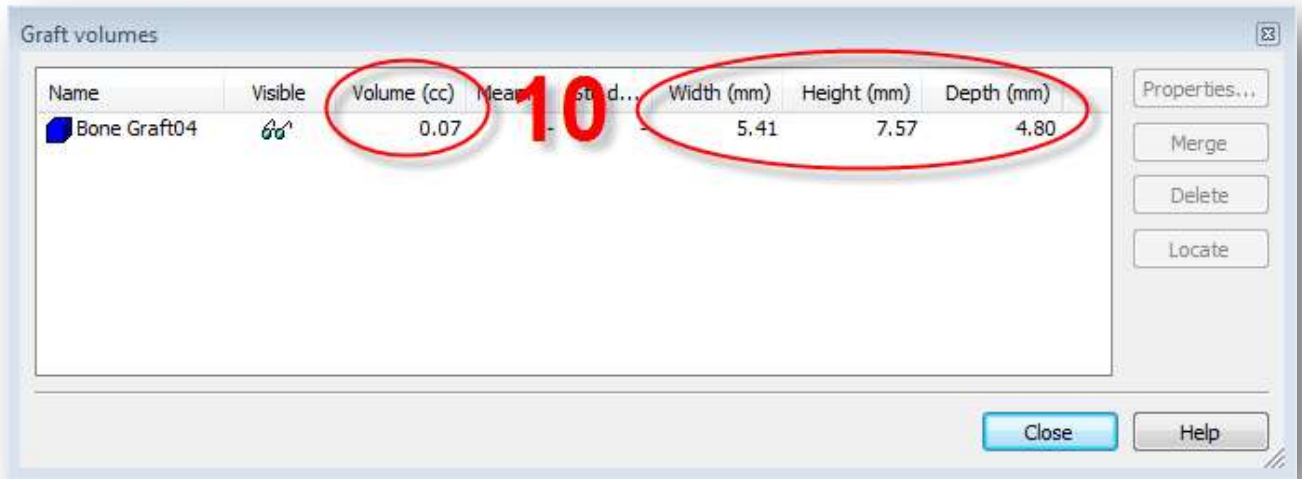 Graft volumes
Name Visible Volume (cc) Mean Width (mm) Height (mm) Depth (mm)
Bone Graft04 0.07 - - 5.41 7.57 4.80
10
Properties...
Merge
Delete
Locate
Close Help